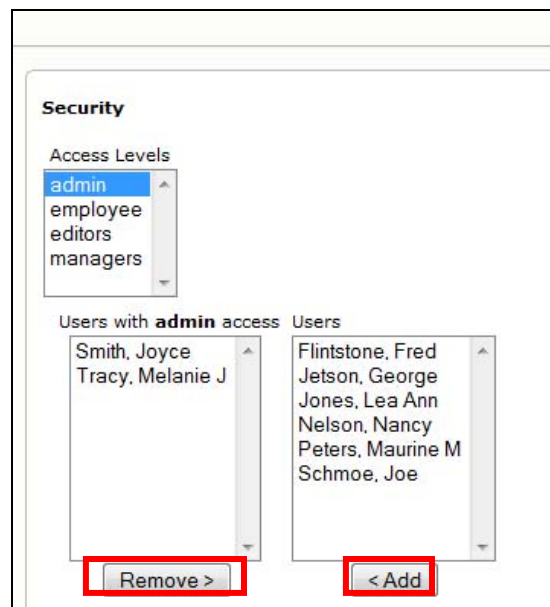 Security
Access Levels
admin
employee
editors
managers
Users with admin access
Smith, Joyce
Tracy, Melanie J
Remove >
Users
Flintstone, Fred
Jetson, George
Jones, Lea Ann
Nelson, Nancy
Peters, Maurine M
Schmoe, Joe
< Add